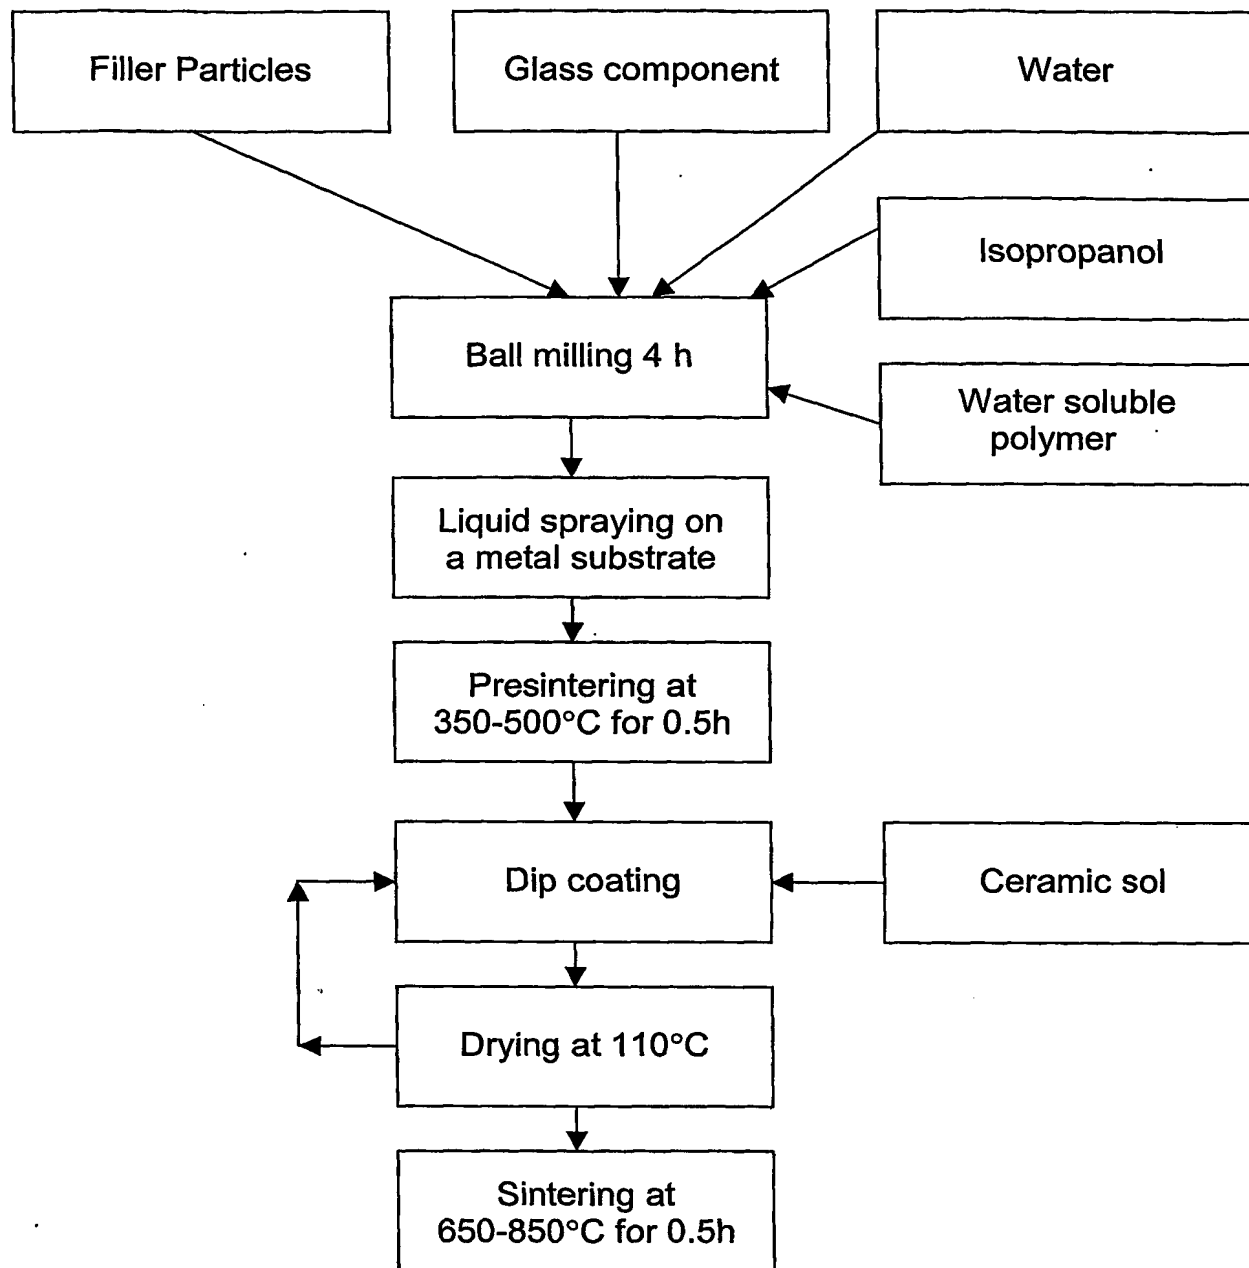 Filler Particles
Glass component
Water
Isopropanol
Ball milling 4 h
Water soluble
polymer
Liquid spraying on
a metal substrate
Presintering at
350-500°C for 0.5h
Dip coating
Ceramic sol
Drying at 110°C
Sintering at
650-850°C for 0.5h